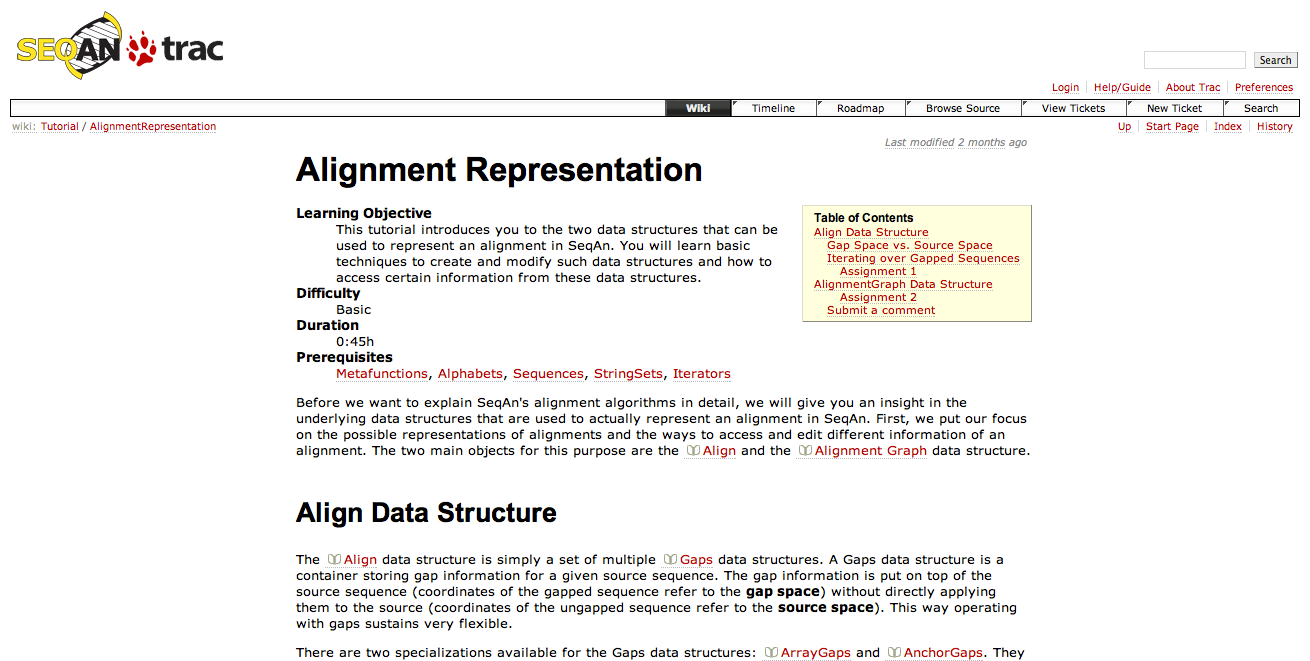 SEQAN trac
Search
Login Help/Guide About Trac Preferences
Wiki Timeline Roadmap Browse Source View Tickets New Ticket Search
wiki: Tutorial / AlignmentRepresentation
Up Start Page Index History
Last modified 2 months ago
Alignment Representation
Learning Objective
This tutorial introduces you to the two data structures that can be
used to represent an alignment in SeqAn. You will learn basic
techniques to create and modify such data structures and how to
access certain information from these data structures.
Difficulty
Basic
Duration
0:45h
Prerequisites
Metafunctions, Alphabets, Sequences, StringSets, Iterators
Table of Contents
Align Data Structure
Gap Space vs. Source Space
Iterating over Gapped Sequences
Assignment 1
AlignmentGraph Data Structure
Assignment 2
Submit a comment
Before we want to explain SeqAn's alignment algorithms in detail, we will give you an insight in the
underlying data structures that are used to actually represent an alignment in SeqAn. First, we put our focus
on the possible representations of alignments and the ways to access and edit different information of an
alignment. The two main objects for this purpose are the Align and the Alignment Graph data structure.
Align Data Structure
The Align data structure is simply a set of multiple Gaps data structures. A Gaps data structure is a
container storing gap information for a given source sequence. The gap information is put on top of the
source sequence (coordinates of the gapped sequence refer to the gap space) without directly applying
them to the source (coordinates of the ungapped sequence refer to the source space). This way operating
with gaps sustains very flexible.
There are two specializations available for the Gaps data structures: ArrayGaps and AnchorGaps. They